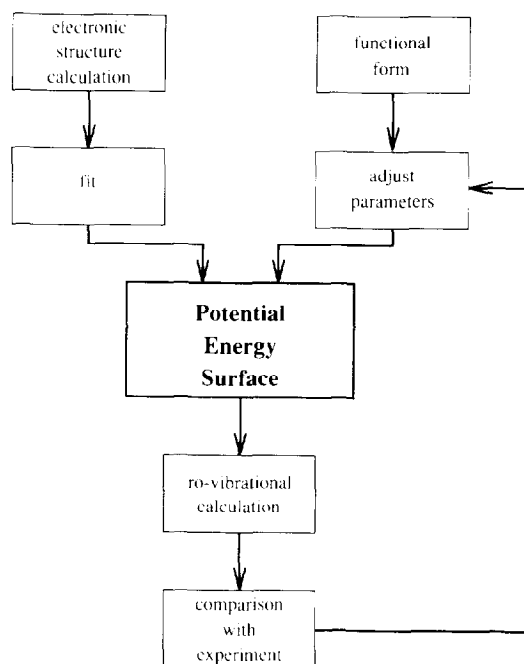 electronic
structure
calculation
functional
form
fit
adjust
parameters
Potential
Energy
Surface
ro-vibrational
calculation
comparison
with
experiment